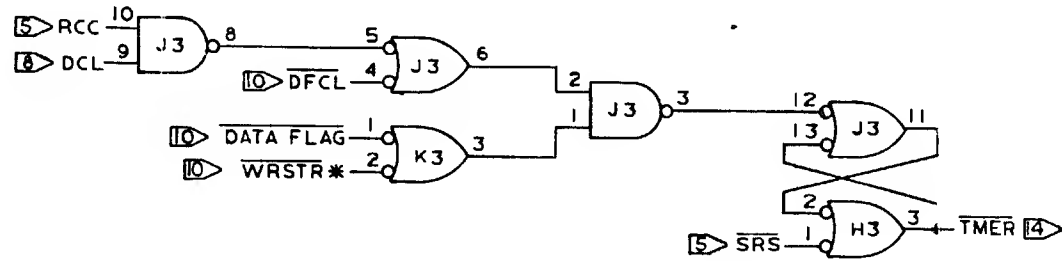 5 RCC 10
J3
8
8 DCL 9
5
J3
6
10 DFCL 4
2
J3
3
1
10 DATA FLAG 1
K3
3
10 WRSTR* 2
12
J3
11
13
2
H3
3
TMER 14
5 SRS 1